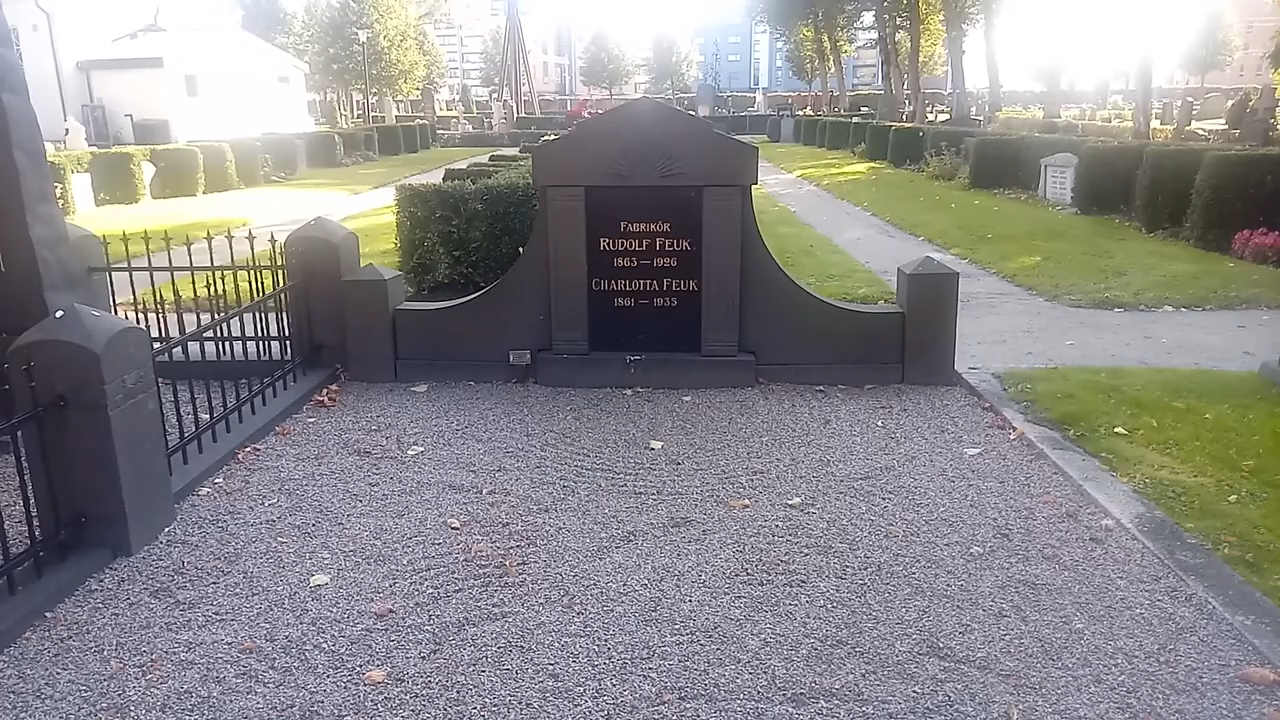 FABRIKÖR
RUDOLF FEUK.
1863 — 1926
CHARLOTTA FEUK
1861 — 1935